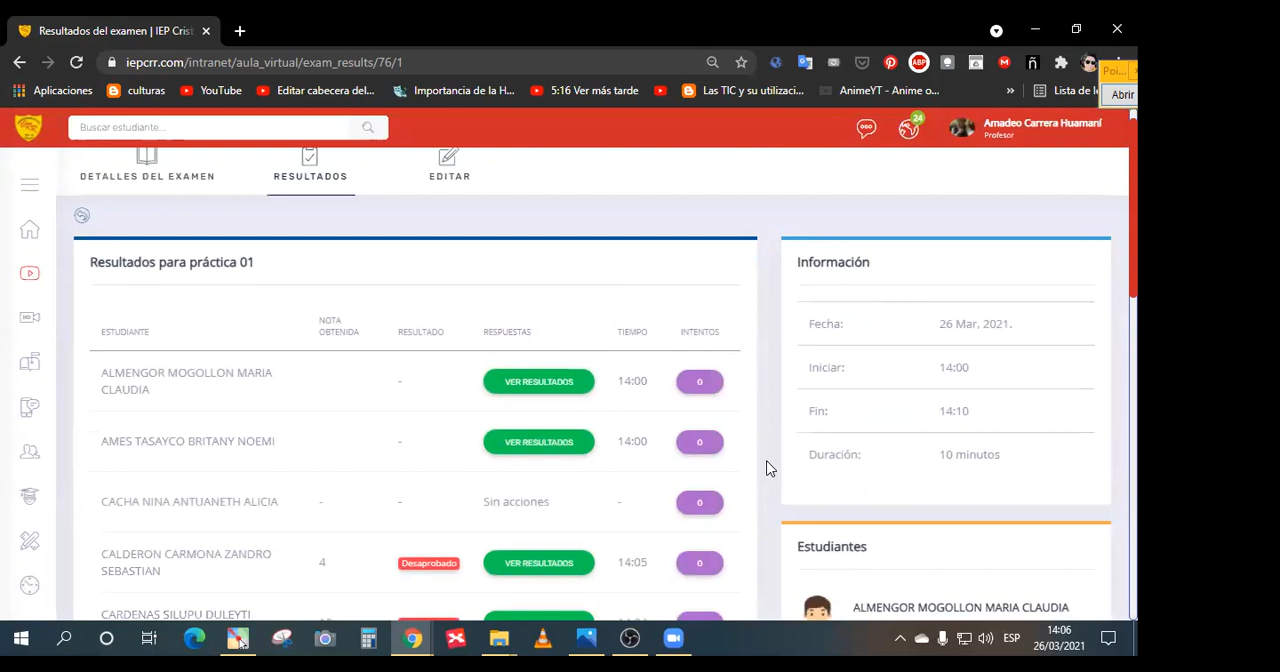 Resultados del examen | IEP Crist
iepcrr.com/intranet/aula_virtual/exam_results/76/1
ABP
M
ñ
Poi...
Aplicaciones
culturas
YouTube
Editar cabecera del...
Importancia de la H...
5:16 Ver más tarde
Las TIC y su utilizaci...
AnimeYT - Anime o...
»
Lista de le
Abrir
Buscar estudiante...
24
Amadeo Carrera Huamaní
Profesor
DETALLES DEL EXAMEN
RESULTADOS
EDITAR
HD
Resultados para práctica 01
ESTUDIANTE
NOTA
OBTENIDA
RESULTADO
RESPUESTAS
TIEMPO
INTENTOS
ALMENGOR MOGOLLON MARIA
CLAUDIA
-
VER RESULTADOS
14:00
0
AMES TASAYCO BRITANY NOEMI
-
VER RESULTADOS
14:00
0
CACHA NINA ANTUANETH ALICIA
-
-
Sin acciones
-
0
CALDERON CARMONA ZANDRO
SEBASTIAN
4
Desaprobado
VER RESULTADOS
14:05
0
CARDENAS SILUPU DULEYTI
Información
Fecha:
26 Mar, 2021.
Iniciar:
14:00
Fin:
14:10
Duración:
10 minutos
Estudiantes
ALMENGOR MOGOLLON MARIA CLAUDIA
ESP
14:06
26/03/2021